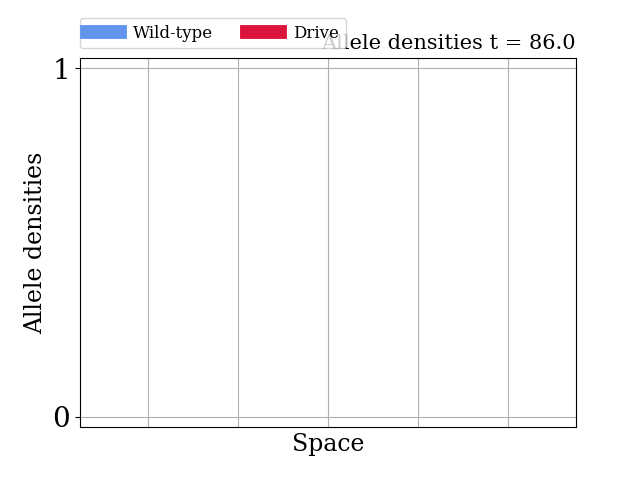 Wild-type Drive
Allele densities t = 86.0
1
Allele densities
0
Space